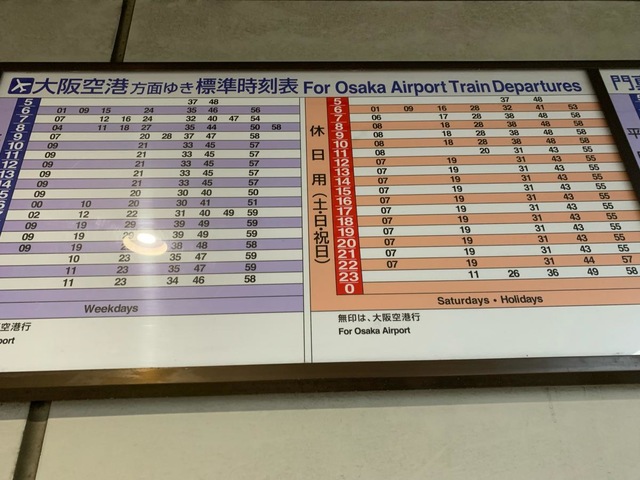 大阪空港方面ゆき標準時刻表 For Osaka Airport Train Departures
門
5 37 48
6 01 09 15 24 35 46 56
7 07 12 16 24 32 40 47 54
8 04 11 18 27 35 44 50 58
9 07 20 28 37 47 58
10 09 21 33 45 57
11 09 21 33 45 57
12 09 21 33 45 57
13 09 21 33 45 57
14 09 21 33 45 57
15 09 20 30 40 50
16 00 10 20 30 41 51
02 12 22 31 40 49 59
09 19 29 39 49 59
09 19 29 39 49 59
09 19 38 48 58
10 23 35 47 59
11 23 35 47 59
11 23 34 46 58
Weekdays
空港行
port
休日用(土・日・祝日)
5 37 48
6 01 09 16 28 32 41 53
7 06 17 28 38 48 58
8 08 18 28 38 48 58
9 08 18 28 38 48 58
10 08 18 28 38 43 55
11 08 20 31 43 55
12 07 19 31 43 55
13 07 19 31 43 55
14 07 19 31 43 55
15 07 19 31 43 55
16 07 19 31 43 55
17 07 19 31 43 55
18 07 19 31 43 55
19 07 19 31 43 55
20 07 19 31 43 55
21 07 19 31 43 55
22 07 19 31 44 57
23 11 26 36 49 58
0
Saturdays・Holidays
無印は、大阪空港行
For Osaka Airport